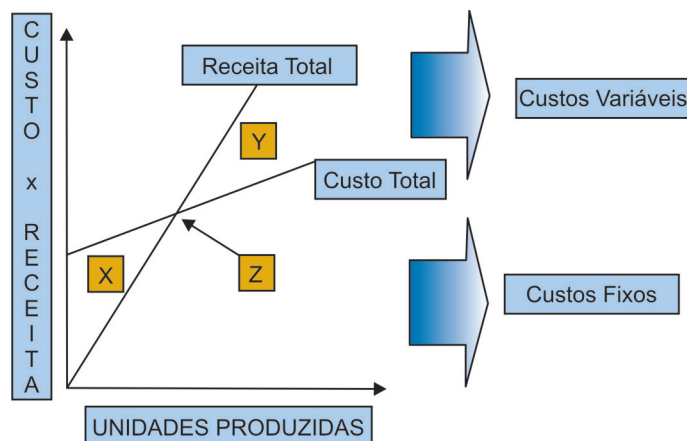 CUSTO x RECEITA
Receita Total
Y
Custo Total
X
Z
UNIDADES PRODUZIDAS
Custos Variáveis
Custos Fixos